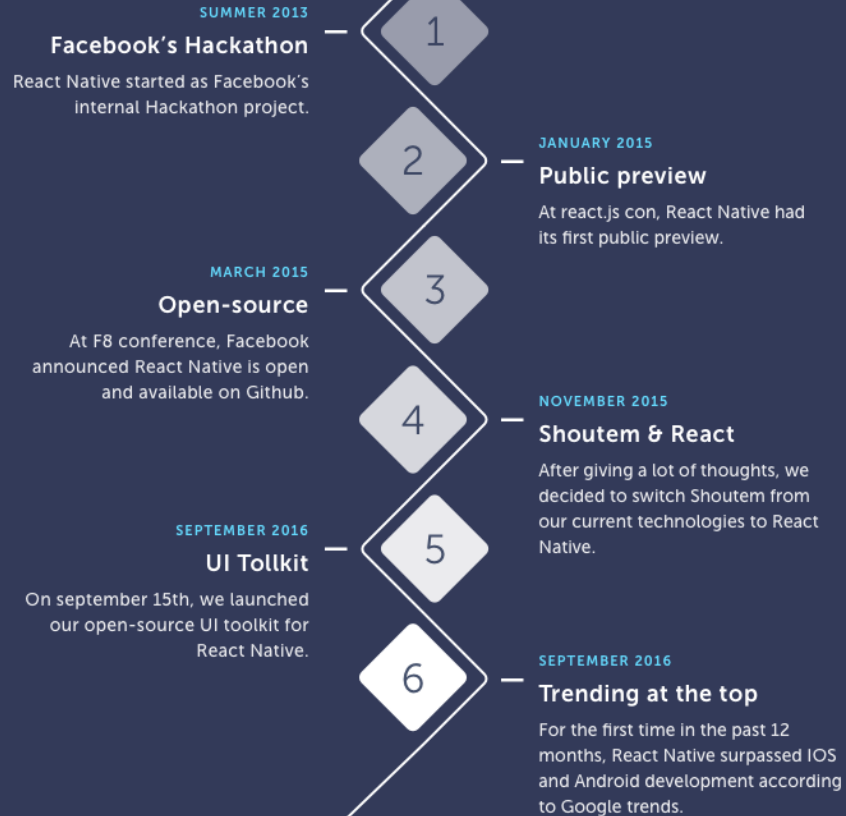 SUMMER 2013
Facebook's Hackathon
React Native started as Facebook's
internal Hackathon project.
1
2
JANUARY 2015
Public preview
At react.js con, React Native had
its first public preview.
MARCH 2015
Open-source
At F8 conference, Facebook
announced React Native is open
and available on Github.
3
4
NOVEMBER 2015
Shoutem & React
After giving a lot of thoughts, we
decided to switch Shoutem from
our current technologies to React
Native.
SEPTEMBER 2016
UI Tollkit
On september 15th, we launched
our open-source UI toolkit for
React Native.
5
6
SEPTEMBER 2016
Trending at the top
For the first time in the past 12
months, React Native surpassed IOS
and Android development according
to Google trends.